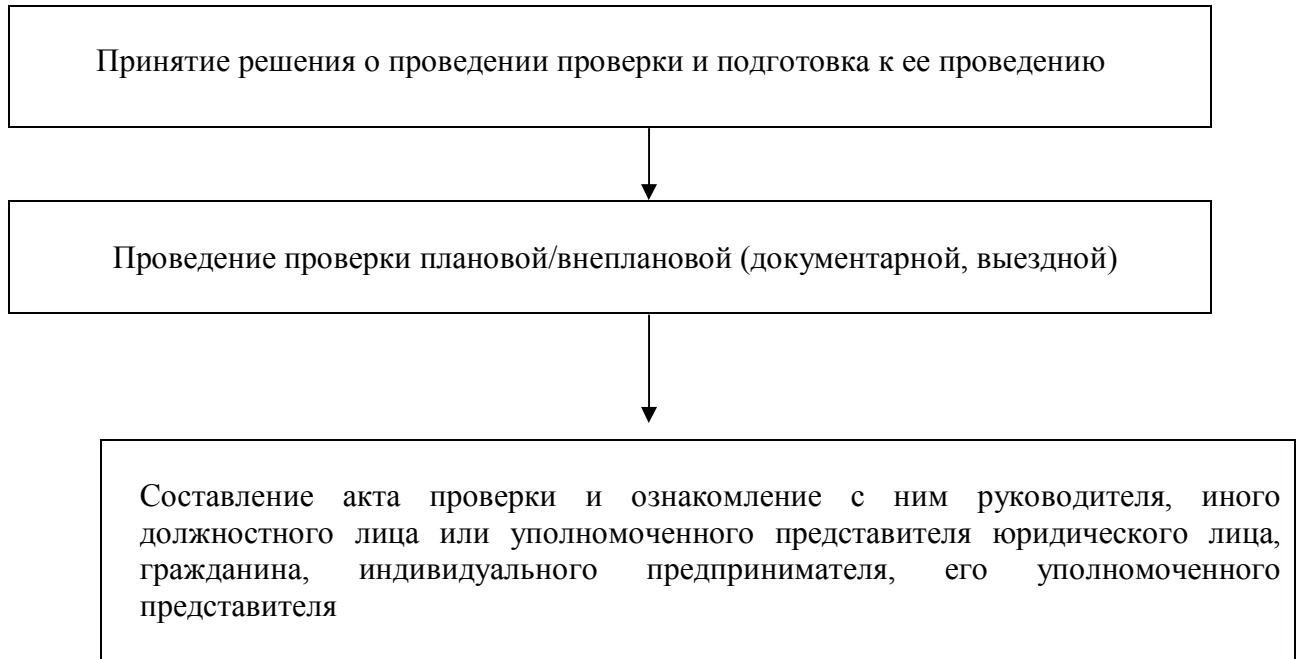 Принятие решения о проведении проверки и подготовка к ее проведению
Проведение проверки плановой/внеплановой (документарной, выездной)
Составление акта проверки и ознакомление с ним руководителя, иного
должностного лица или уполномоченного представителя юридического лица,
гражданина, индивидуального предпринимателя, его уполномоченного
представителя